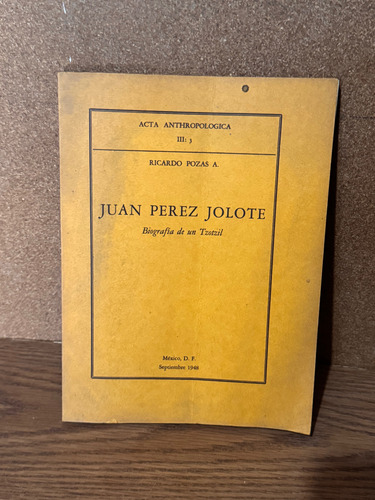 ACTA ANTHROPOLOGICA
III: 3
RICARDO POZAS A.
JUAN PEREZ JOLOTE
Biografía de un Tzotzil
México, D. F.
Septiembre 1948